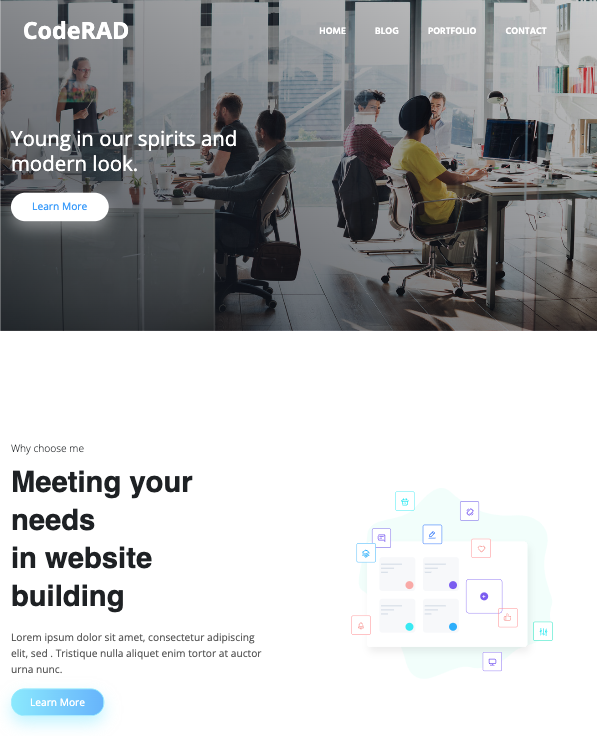 CodeRAD
HOME BLOG PORTFOLIO CONTACT
Young in our spirits and
modern look.
Learn More
Why choose me
Meeting your
needs
in website
building
Lorem ipsum dolor sit amet, consectetur adipiscing
elit, sed . Tristique nulla aliquet enim tortor at auctor
urna nunc.
Learn More